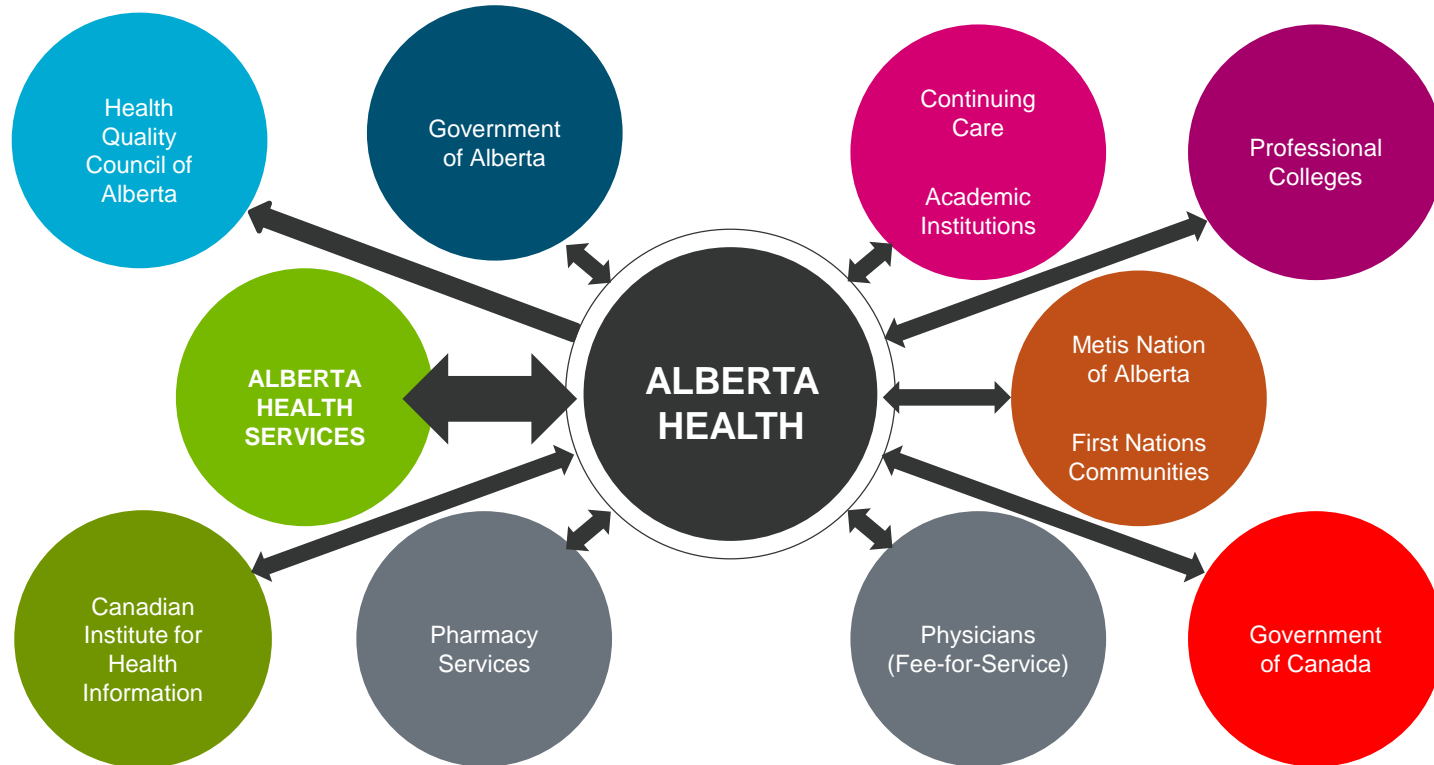 Health
Quality
Council of
Alberta
Government
of Alberta
Continuing
Care
Academic
Institutions
Professional
Colleges
ALBERTA
HEALTH
SERVICES
ALBERTA
HEALTH
Metis Nation
of Alberta
First Nations
Communities
Canadian
Institute for
Health
Information
Pharmacy
Services
Physicians
(Fee-for-Service)
Government
of Canada